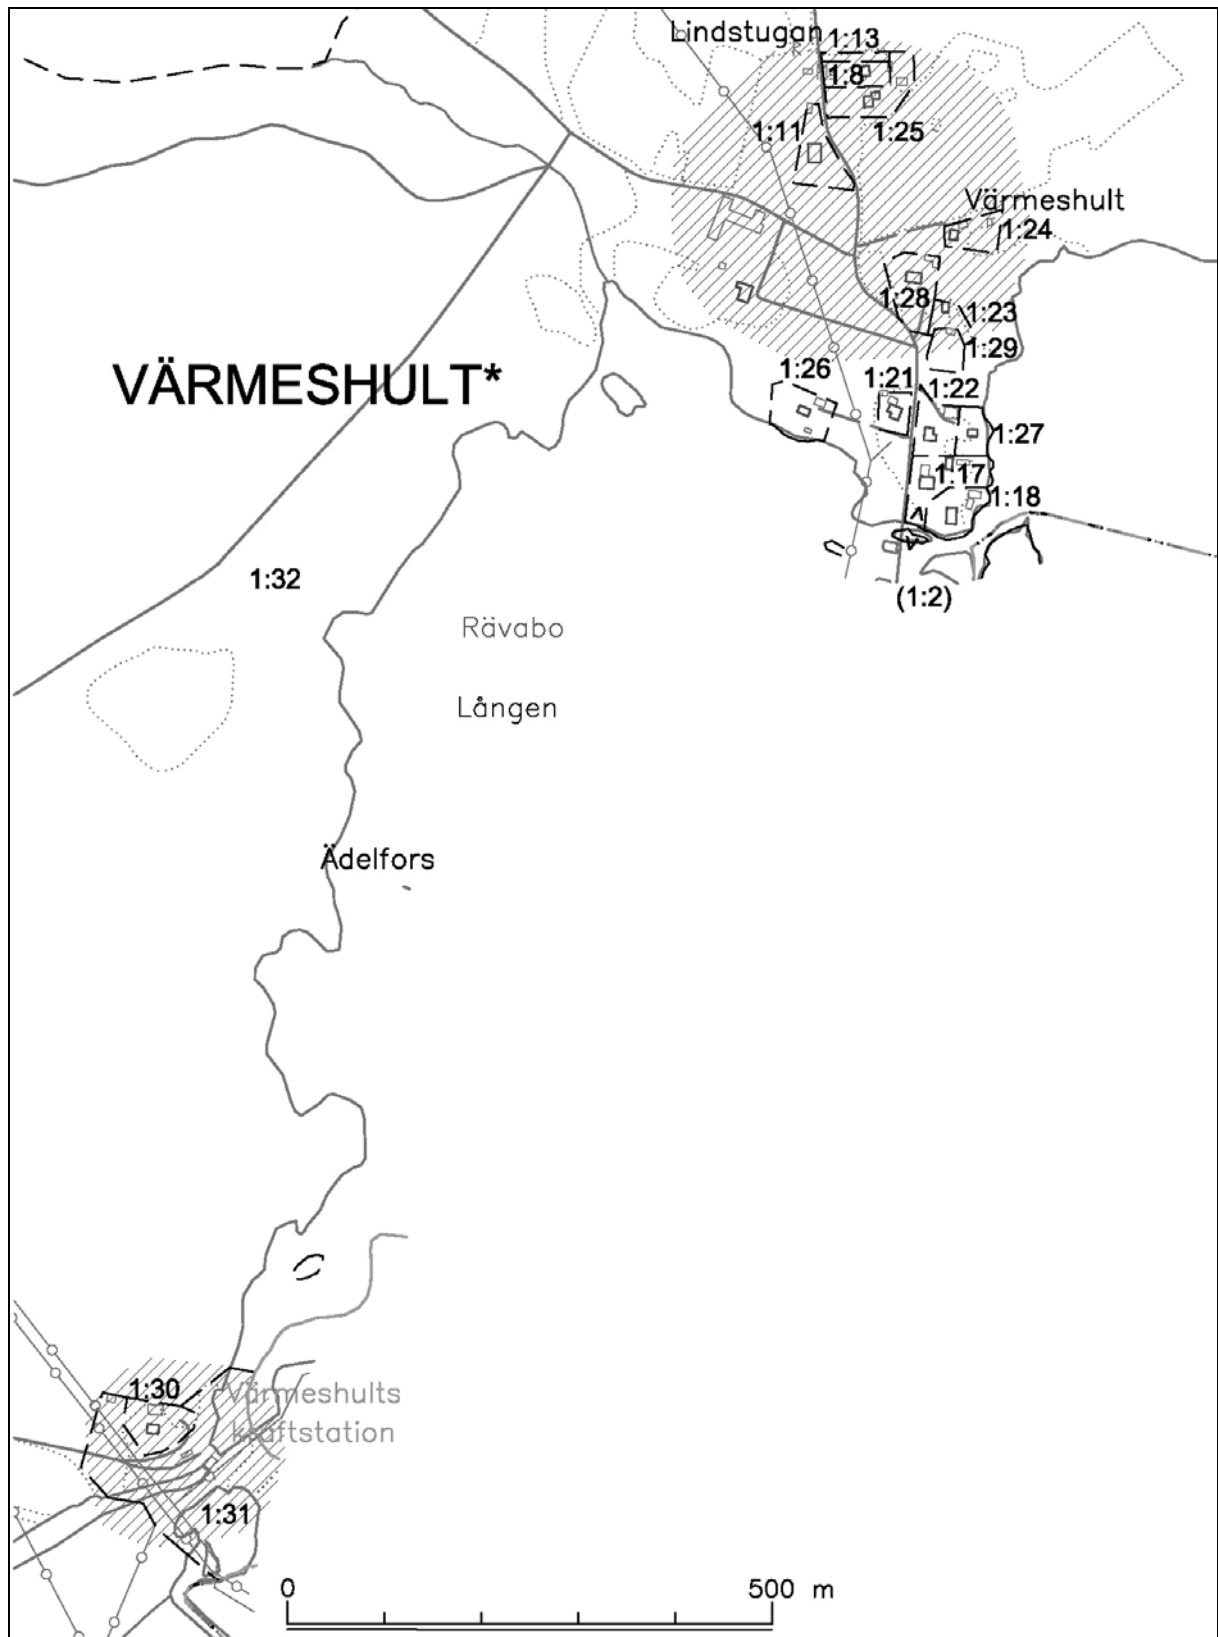 Lindstugan
1:13
1:8
1:11
1:25
Värmeshult
1:24
1:28
1:23
1:29
VÄRMESHULT*
1:26
1:21
1:22
1:27
1:17
1:18
1:32
(1:2)
Rävabo
Lången
Ädelfors
1:30
Värmeshults
kraftstation
1:31
0
500 m